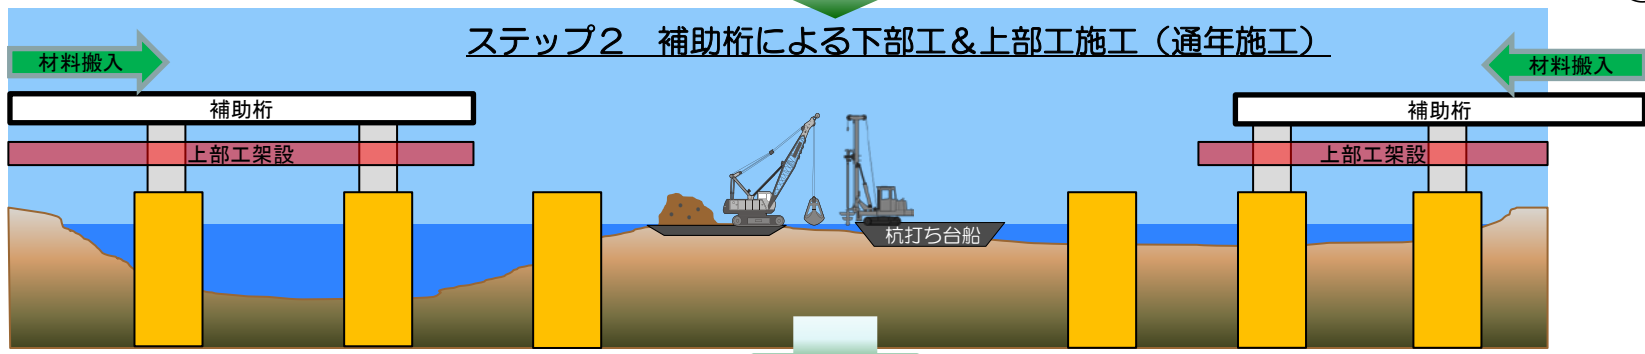 ステップ２　補助桁による下部工＆上部工施工（通年施工）
材料搬入
材料搬入
補助桁
補助桁
上部工架設
上部工架設
杭打ち台船